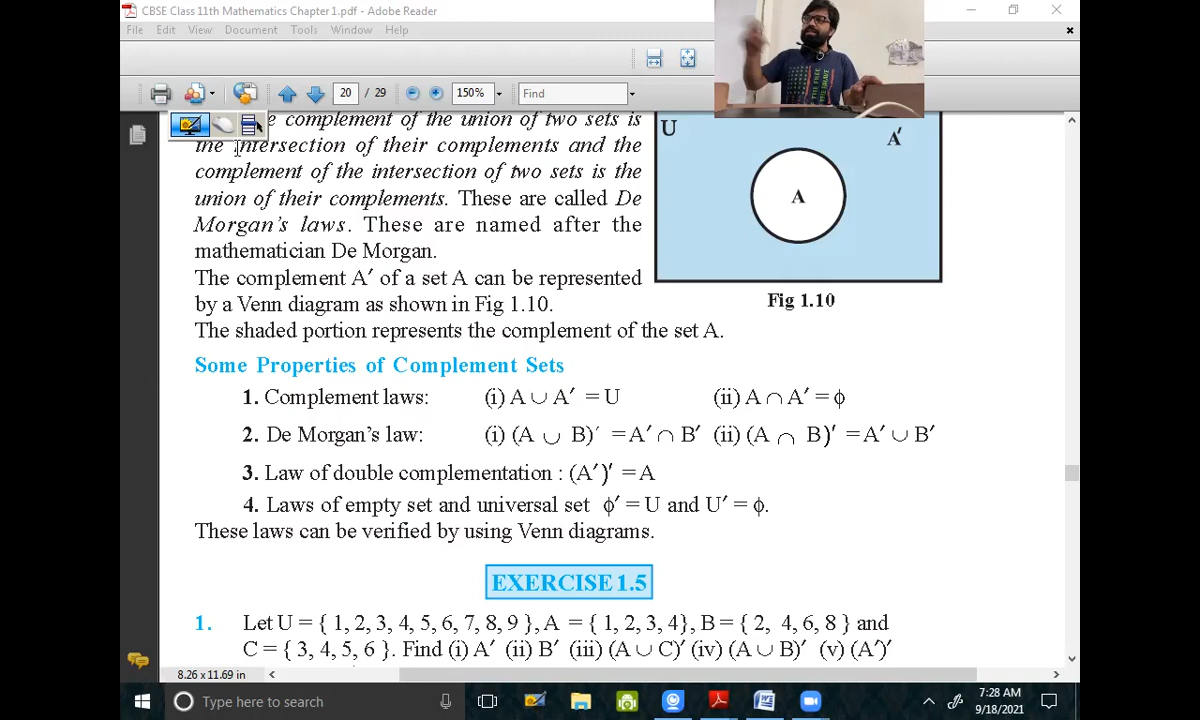 CBSE Class 11th Mathematics Chapter 1.pdf - Adobe Reader
File Edit View Document Tools Window Help
20 / 29 150% Find
e complement of the union of two sets is
the intersection of their complements and the
complement of the intersection of two sets is the
union of their complements. These are called De
Morgan's laws. These are named after the
mathematician De Morgan.
The complement A′ of a set A can be represented
by a Venn diagram as shown in Fig 1.10.
The shaded portion represents the complement of the set A.
U
A′
A
Fig 1.10
Some Properties of Complement Sets
1. Complement laws: (i) A ∪ A′ = U (ii) A ∩ A′ = ϕ
2. De Morgan's law: (i) (A ∪ B)′ = A′ ∩ B′ (ii) (A ∩ B)′ = A′ ∪ B′
3. Law of double complementation : (A′)′ = A
4. Laws of empty set and universal set ϕ′ = U and U′ = ϕ.
These laws can be verified by using Venn diagrams.
EXERCISE 1.5
1. Let U = { 1, 2, 3, 4, 5, 6, 7, 8, 9 }, A = { 1, 2, 3, 4}, B = { 2, 4, 6, 8 } and
C = { 3, 4, 5, 6 }. Find (i) A′ (ii) B′ (iii) (A ∪ C)′ (iv) (A ∪ B)′ (v) (A′)′
8.26 x 11.69 in
Type here to search
7:28 AM
9/18/2021